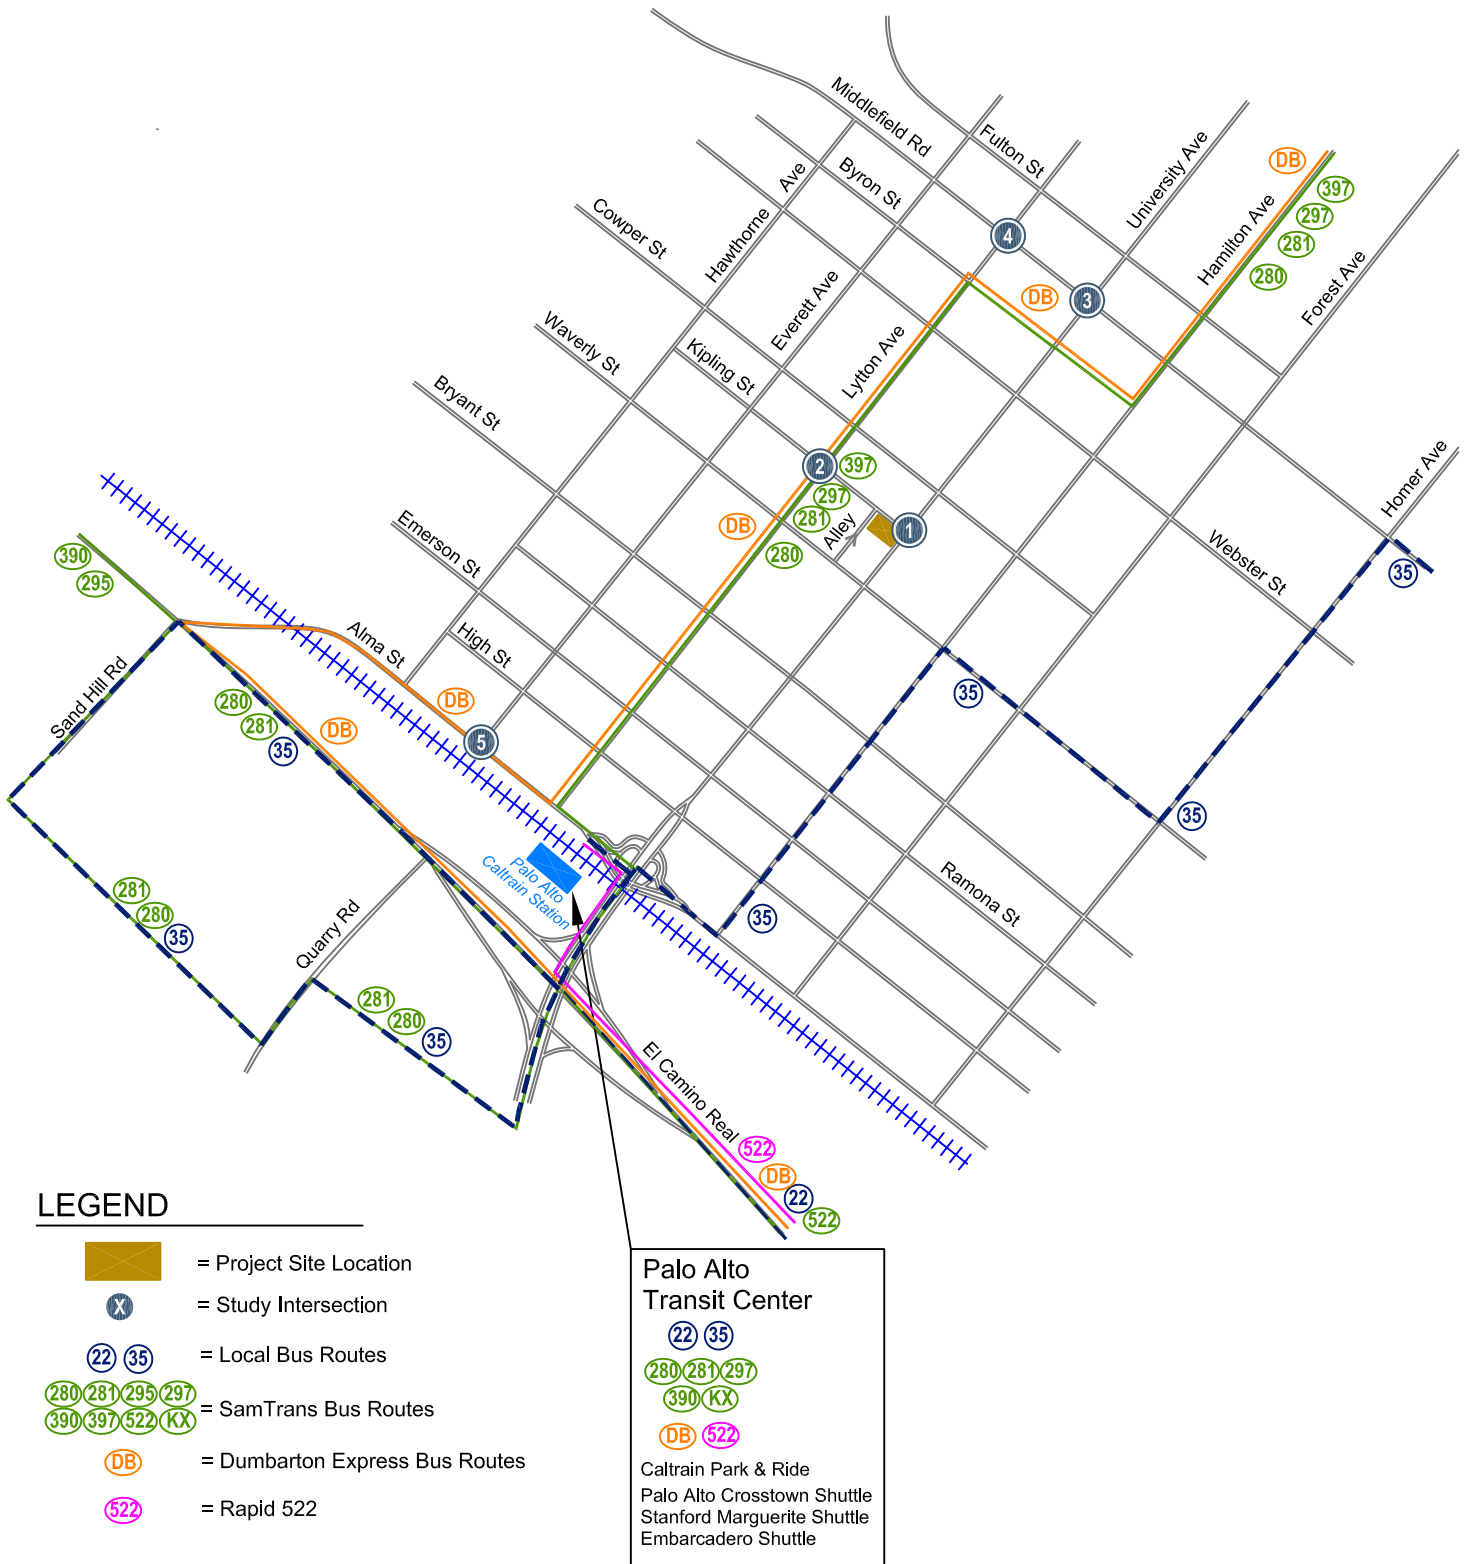 Middlefield Rd
Fulton St
Byron St
University Ave
DB
397
297
281
280
Hamilton Ave
Forest Ave
Cowper St
Hawthorne Ave
4
Everett Ave
DB
3
Waverly St
Kipling St
Lytton Ave
Bryant St
Homer Ave
2
397
297
281
280
DB
Alley
1
Emerson St
Webster St
35
390
295
High St
Alma St
Sand Hill Rd
280
281
35
DB
DB
5
35
35
Palo Alto
Caltrain Station
Ramona St
35
281
280
35
Quarry Rd
281
280
35
El Camino Real
522
DB
22
522
LEGEND
= Project Site Location
X = Study Intersection
22 35 = Local Bus Routes
280 281 295 297
390 397 522 KX = SamTrans Bus Routes
DB = Dumbarton Express Bus Routes
522 = Rapid 522
Palo Alto
Transit Center
22 35
280 281 297
390 KX
DB 522
Caltrain Park & Ride
Palo Alto Crosstown Shuttle
Stanford Marguerite Shuttle
Embarcadero Shuttle